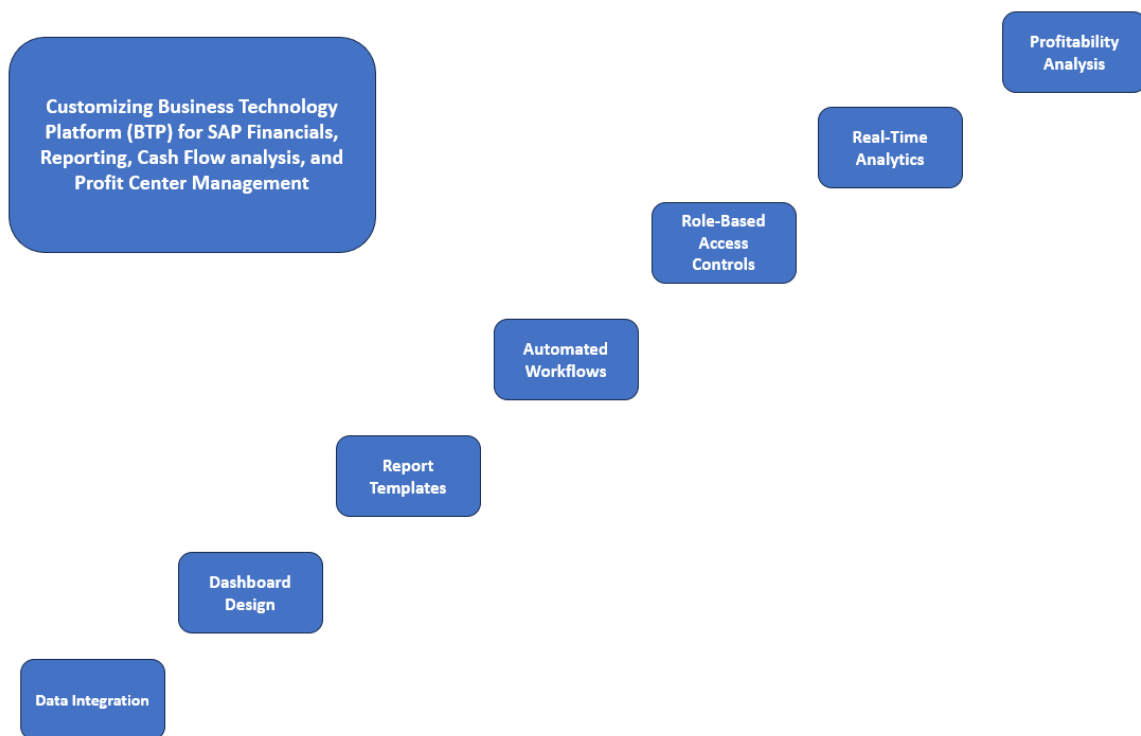 Customizing Business Technology
Platform (BTP) for SAP Financials,
Reporting, Cash Flow analysis, and
Profit Center Management
Profitability
Analysis
Real-Time
Analytics
Role-Based
Access
Controls
Automated
Workflows
Report
Templates
Dashboard
Design
Data Integration